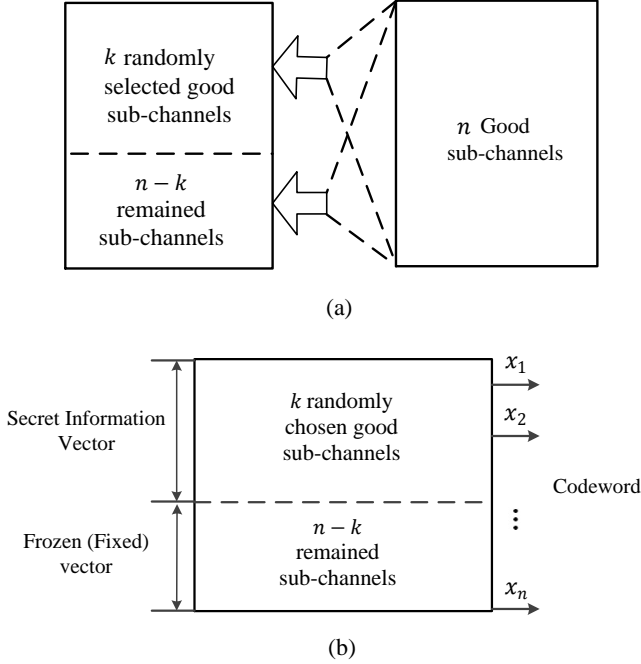 k randomly
selected good
sub-channels
n − k
remained
sub-channels
n Good
sub-channels
(a)
Secret Information
Vector
Frozen (Fixed)
vector
k randomly
chosen good
sub-channels
n − k
remained
sub-channels
x₁
x₂
⋮
xₙ
Codeword
(b)